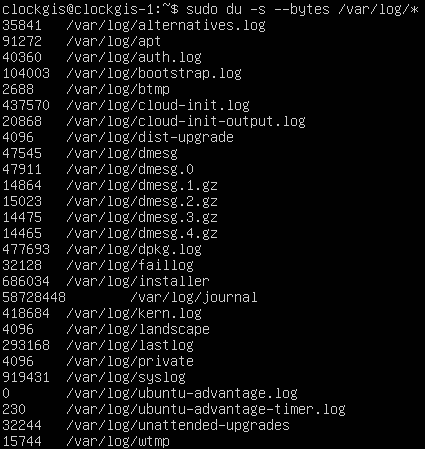 clockgis@clockgis-1:~$ sudo du -s --bytes /var/log/*
35841 /var/log/alternatives.log
91272 /var/log/apt
40360 /var/log/auth.log
104003 /var/log/bootstrap.log
2688 /var/log/btmp
437570 /var/log/cloud-init.log
20868 /var/log/cloud-init-output.log
4096 /var/log/dist-upgrade
47545 /var/log/dmesg
47911 /var/log/dmesg.0
14864 /var/log/dmesg.1.gz
15023 /var/log/dmesg.2.gz
14475 /var/log/dmesg.3.gz
14465 /var/log/dmesg.4.gz
477693 /var/log/dpkg.log
32128 /var/log/faillog
686034 /var/log/installer
58728448 /var/log/journal
418684 /var/log/kern.log
4096 /var/log/landscape
293168 /var/log/lastlog
4096 /var/log/private
919431 /var/log/syslog
0 /var/log/ubuntu-advantage.log
230 /var/log/ubuntu-advantage-timer.log
32244 /var/log/unattended-upgrades
15744 /var/log/wtmp